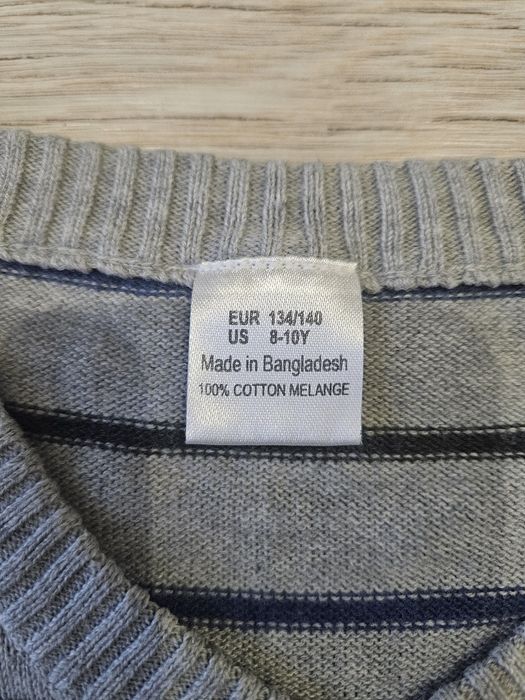 EUR 134/140
US 8-10Y
Made in Bangladesh
100% COTTON MELANGE